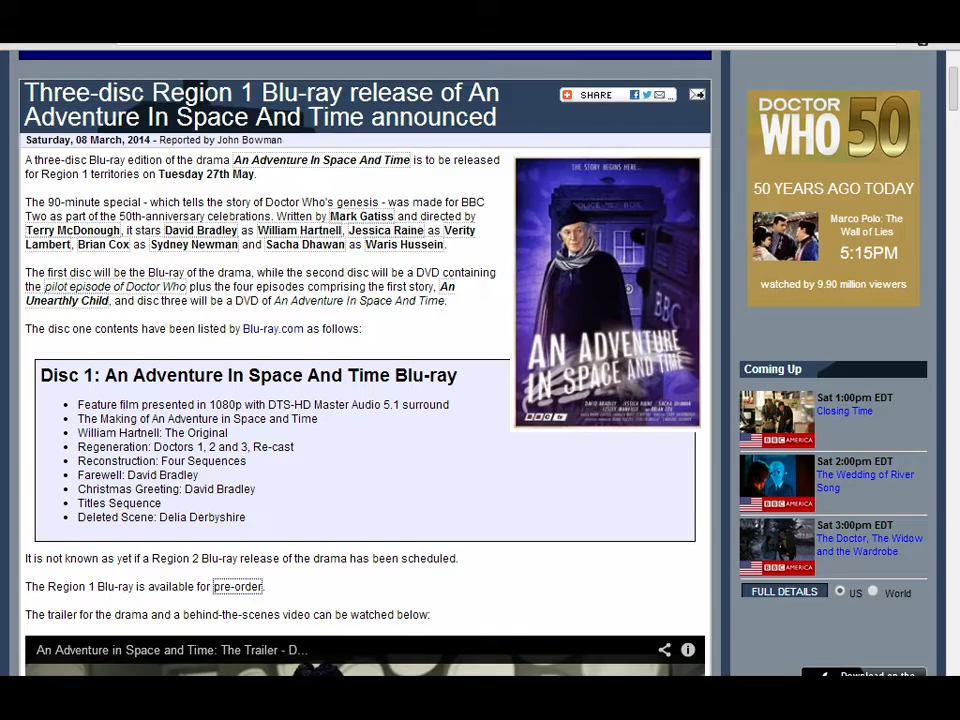 Three-disc Region 1 Blu-ray release of An
Adventure In Space And Time announced
SHARE
Saturday, 08 March, 2014 - Reported by John Bowman
A three-disc Blu-ray edition of the drama An Adventure In Space And Time is to be released
for Region 1 territories on Tuesday 27th May.
The 90-minute special - which tells the story of Doctor Who's genesis - was made for BBC
Two as part of the 50th-anniversary celebrations. Written by Mark Gatiss and directed by
Terry McDonough, it stars David Bradley as William Hartnell, Jessica Raine as Verity
Lambert, Brian Cox as Sydney Newman and Sacha Dhawan as Waris Hussein.
The first disc will be the Blu-ray of the drama, while the second disc will be a DVD containing
the pilot episode of Doctor Who plus the four episodes comprising the first story, An
Unearthly Child, and disc three will be a DVD of An Adventure In Space And Time.
The disc one contents have been listed by Blu-ray.com as follows:
THE STORY BEGINS HERE...
BBC
AN ADVENTURE
IN SPACE AND TIME
BBC
Disc 1: An Adventure In Space And Time Blu-ray
Feature film presented in 1080p with DTS-HD Master Audio 5.1 surround
The Making of An Adventure in Space and Time
William Hartnell: The Original
Regeneration: Doctors 1, 2 and 3, Re-cast
Reconstruction: Four Sequences
Farewell: David Bradley
Christmas Greeting: David Bradley
Titles Sequence
Deleted Scene: Delia Derbyshire
It is not known as yet if a Region 2 Blu-ray release of the drama has been scheduled.
The Region 1 Blu-ray is available for pre-order.
The trailer for the drama and a behind-the-scenes video can be watched below:
An Adventure in Space and Time: The Trailer - D...
DOCTOR
WHO 50
50 YEARS AGO TODAY
Marco Polo: The
Wall of Lies
5:15PM
watched by 9.90 million viewers
Coming Up
Sat 1:00pm EDT
Closing Time
BBC AMERICA
Sat 2:00pm EDT
The Wedding of River
Song
BBC AMERICA
Sat 3:00pm EDT
The Doctor, The Widow
and the Wardrobe
BBC AMERICA
FULL DETAILS
US
World
Download on the